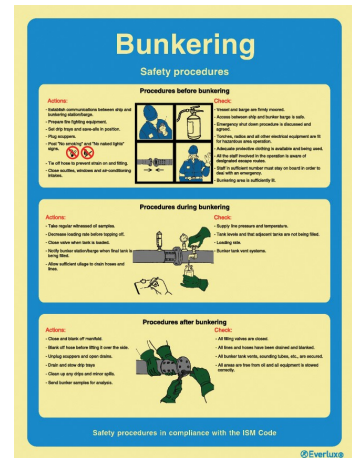 Bunkering
Safety procedures
Procedures before bunkering
Actions:
- Establish communications between ship and
bunkering station/barge.
- Prepare fire fighting equipment.
- Set drip trays and save-alls in position.
- Plug scuppers.
- Post "No smoking" and "No naked lights"
signs.
- Tie off hose to prevent strain on end fitting.
- Close scuttles, windows and air-conditioning
intakes.
Check:
- Vessel and barge are firmly moored.
- Access between ship and bunker barge is safe.
- Emergency shut down procedure is discussed and
agreed.
- Torches, radios and all other electrical equipment are fit
for hazardous area operation.
- Adequate protective clothing is available and being used.
- All the staff involved in the operation is aware of
designated escape routes.
- Staff in sufficient number must stay on board in order to
deal with an emergency.
- Bunkering area is sufficiently lit.
Procedures during bunkering
Actions:
- Take regular witnessed oil samples.
- Decrease loading rate before topping off.
- Close valve when tank is loaded.
- Notify bunker station/barge when final tank is
being filled.
- Allow sufficient ullage to drain hoses and
lines.
Check:
- Supply line pressure and temperature.
- Tank levels and that adjacent tanks are not being filled.
- Loading rate.
- Bunker tank vent systems.
Procedures after bunkering
Actions:
- Close and blank off manifold.
- Blank off hose before lifting it over the side.
- Unplug scuppers and open drains.
- Drain and stow drip trays
- Clean up any drips and minor spills.
- Send bunker samples for analysis.
Check:
- All filling valves are closed.
- All lines and hoses have been drained and blanked.
- All bunker tank vents, sounding tubes, etc., are secured.
- All areas are free from oil and all equipment is stowed
correctly.
Safety procedures in compliance with the ISM Code
Everlux